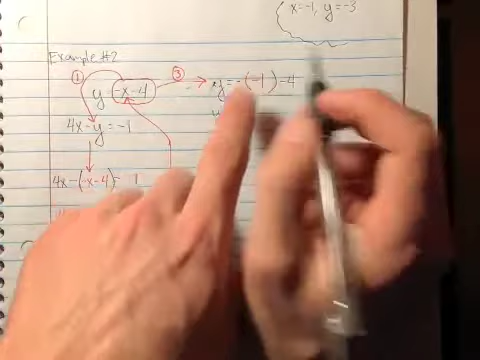 x=-1, y=-3
Example #2
① ③
y -x-4 y=-(-1)-4
4x-y=-1
4x-(-x-4)= 1